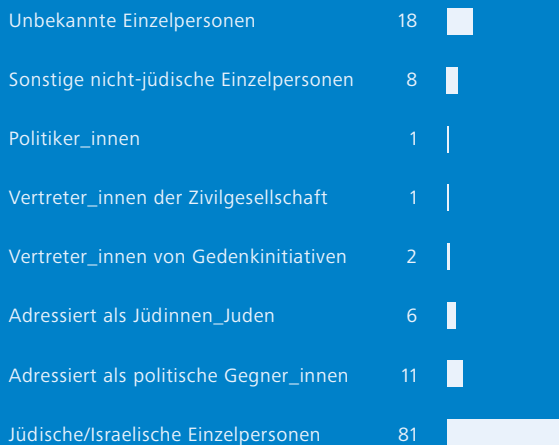 Unbekannte Einzelpersonen 18
Sonstige nicht-jüdische Einzelpersonen 8
Politiker_innen 1
Vertreter_innen der Zivilgesellschaft 1
Vertreter_innen von Gedenkinitiativen 2
Adressiert als Jüdinnen_Juden 6
Adressiert als politische Gegner_innen 11
Jüdische/Israelische Einzelpersonen 81